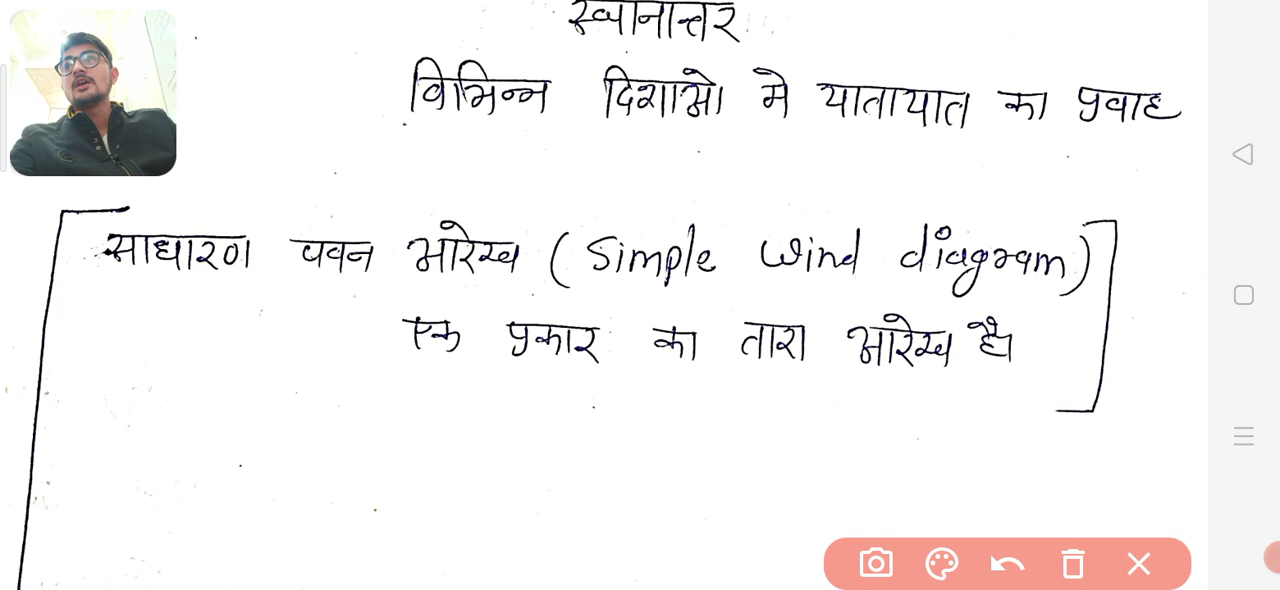 स्थानान्तर
विभिन्न दिशाओ मे यातायात का प्रवाह
साधारण पवन आरेख (Simple wind diagram)
एक प्रकार का तारा आरेख है।